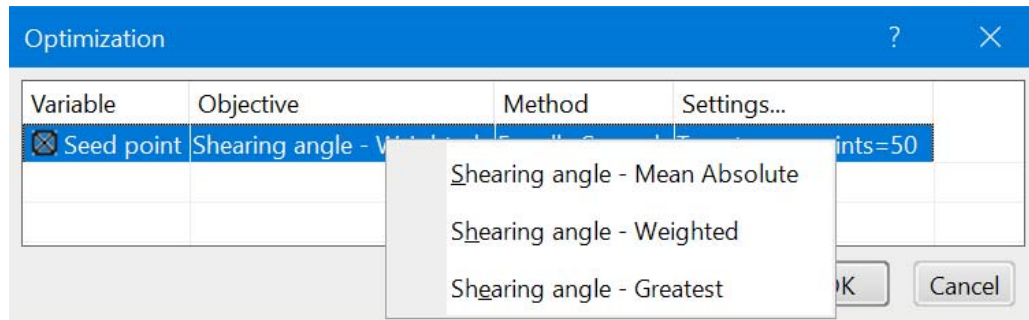 Optimization ? ×
Variable Objective Method Settings...
Seed point Shearing angle - ints=50
Shearing angle - Mean Absolute
Shearing angle - Weighted
Shearing angle - Greatest
Cancel